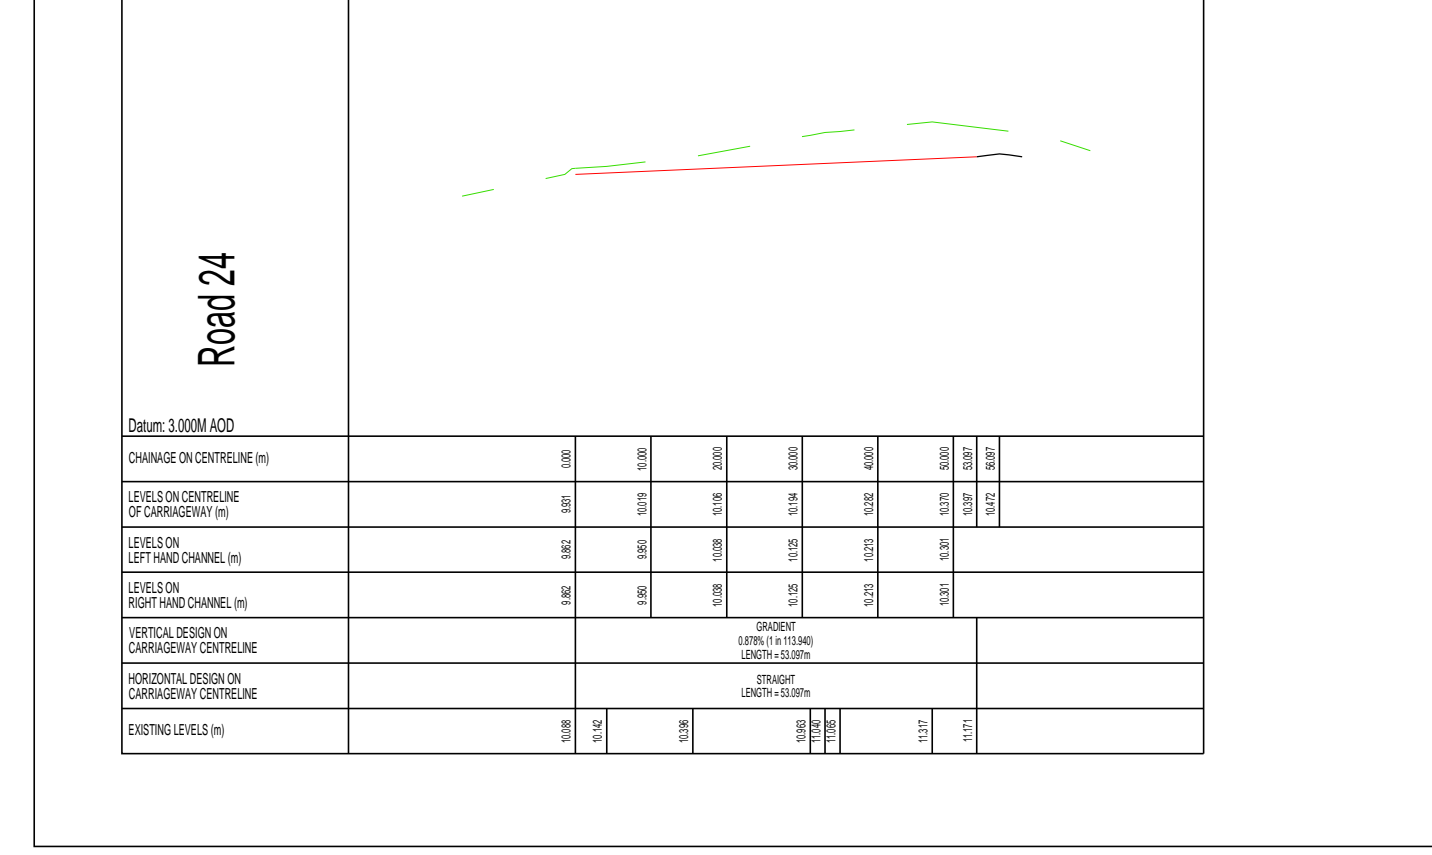 Road 24
Datum: 3.000M AOD
CHAINAGE ON CENTRELINE (m)
0.000
10.000
20.000
30.000
40.000
50.000
53.097
56.097
LEVELS ON CENTRELINE
OF CARRIAGEWAY (m)
9.931
10.019
10.106
10.194
10.282
10.370
10.397
10.472
LEVELS ON
LEFT HAND CHANNEL (m)
9.862
9.950
10.038
10.125
10.213
10.301
LEVELS ON
RIGHT HAND CHANNEL (m)
9.862
9.950
10.038
10.125
10.213
10.301
VERTICAL DESIGN ON
CARRIAGEWAY CENTRELINE
GRADIENT
0.878% (1 in 113.940)
LENGTH = 53.097m
HORIZONTAL DESIGN ON
CARRIAGEWAY CENTRELINE
STRAIGHT
LENGTH = 53.097m
EXISTING LEVELS (m)
10.088
10.142
10.396
10.963
11.040
11.065
11.317
11.171